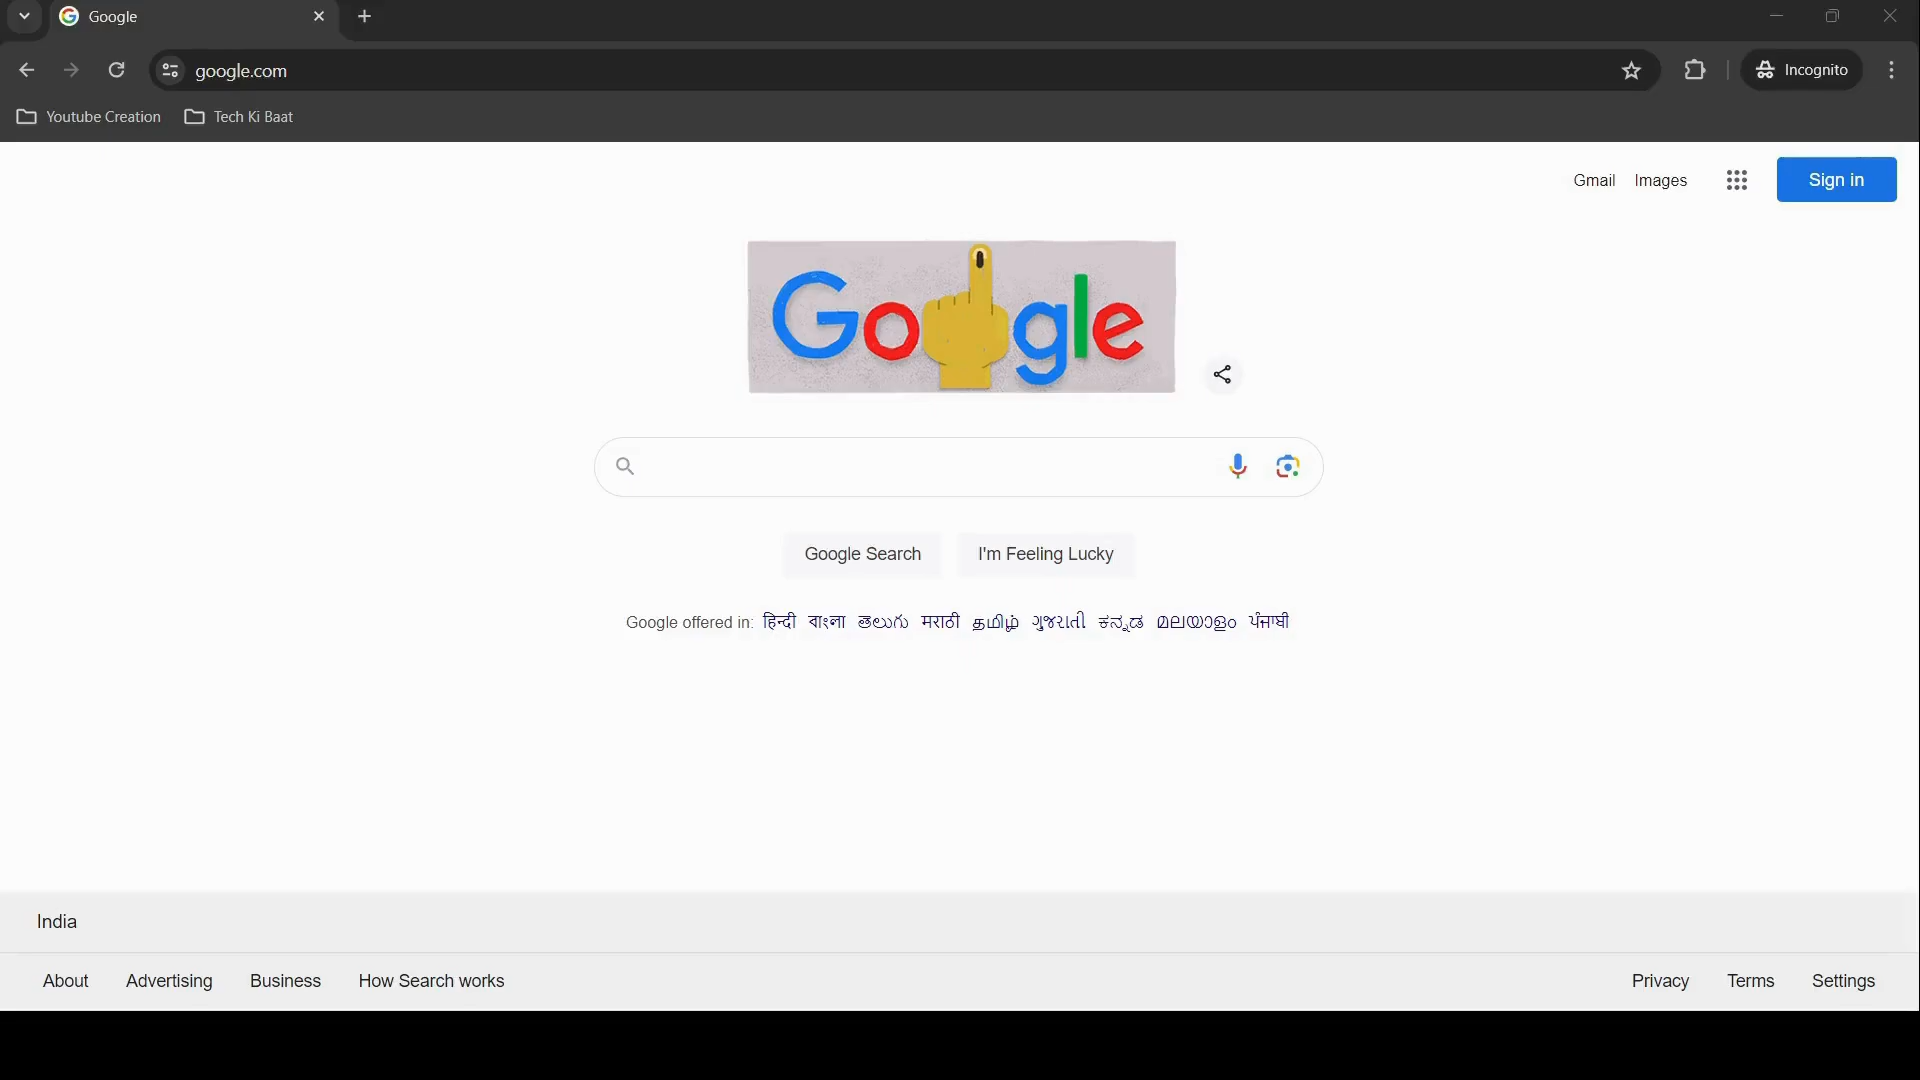 Google
google.com
Incognito
Youtube Creation Tech Ki Baat
Gmail Images Sign in
Google
Google Search I'm Feeling Lucky
Google offered in: हिन्दी বাংলা తెలుగు मराठी தமிழ் ગુજરાતી ಕನ್ನಡ മലയാളം ਪੰਜਾਬੀ
India
About Advertising Business How Search works Privacy Terms Settings